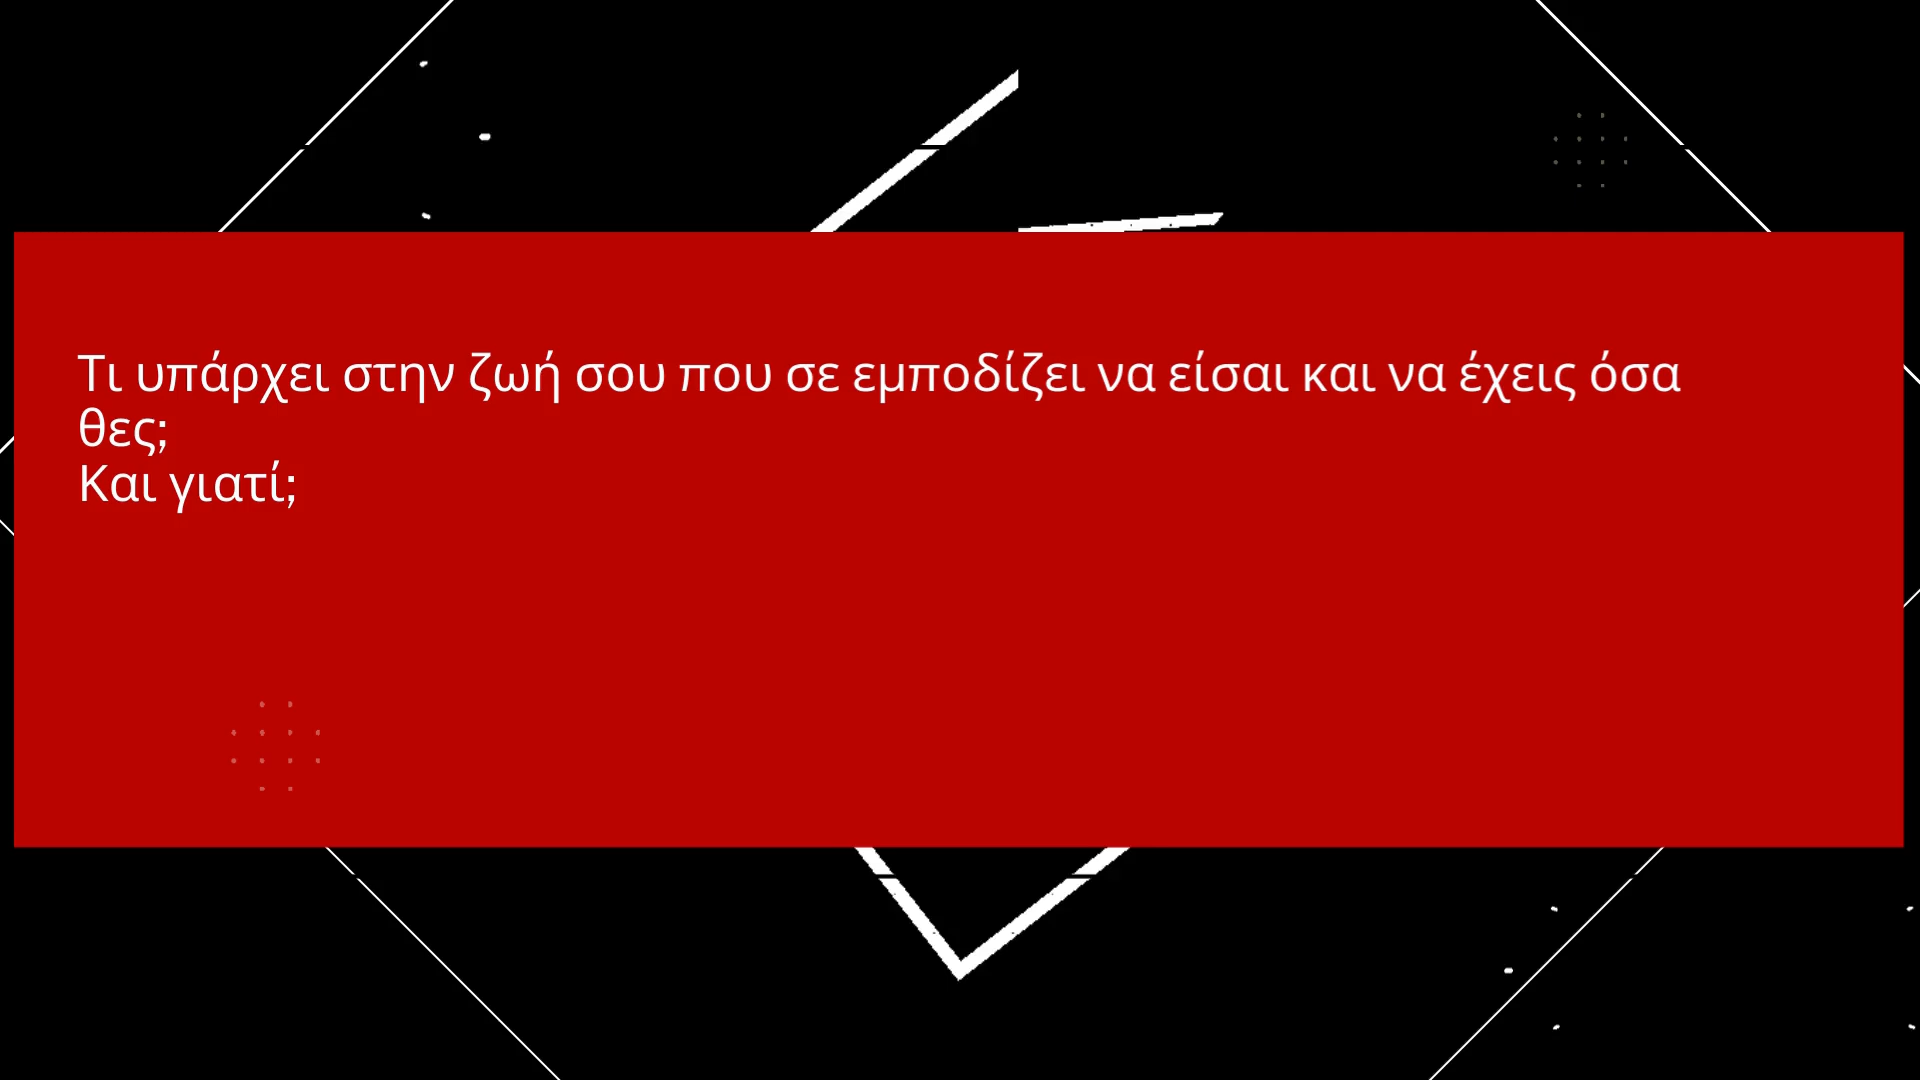 Τι υπάρχει στην ζωή σου που σε εμποδίζει να είσαι και να έχεις όσα
θες;
Και γιατί;